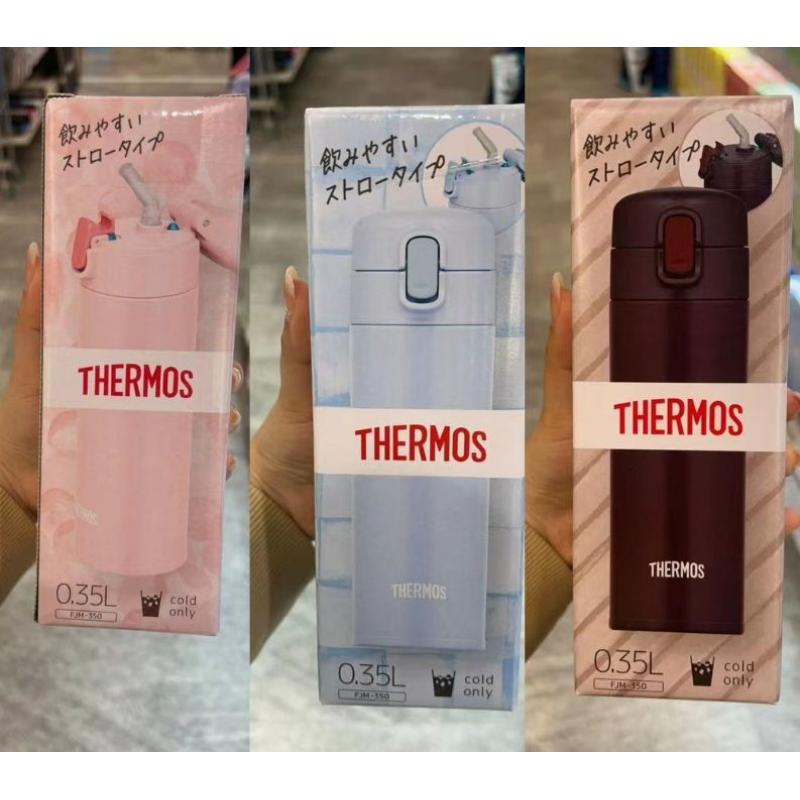 飲みやすい
ストロータイプ
THERMOS
THERMOS
0.35L
FJM-350
cold
only
飲みやすい
ストロータイプ
THERMOS
THERMOS
0.35L
FJM-350
cold
only
飲みやすい
ストロータイプ
THERMOS
THERMOS
0.35L
FJM-350
cold
only